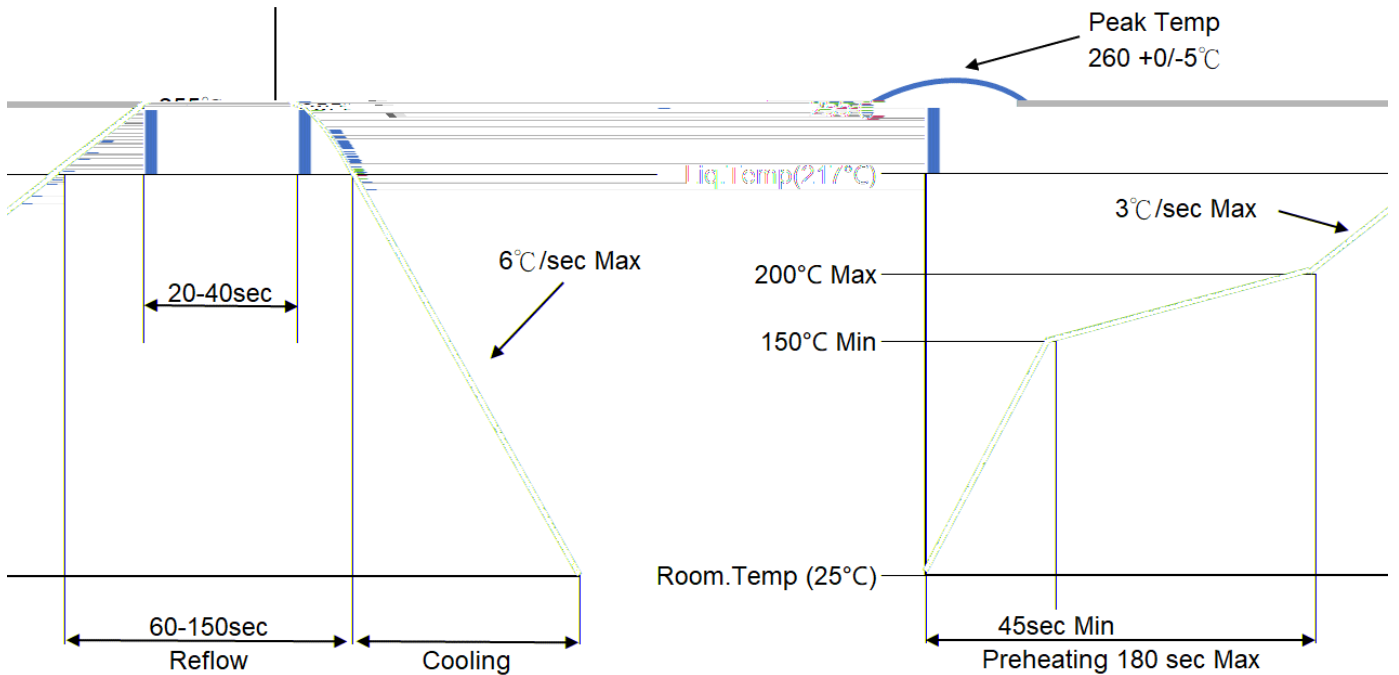 Peak Temp
260 +0/-5℃
Liq.Temp(217°C)
3℃/sec Max
6℃/sec Max
200°C Max
20-40sec
150°C Min
Room.Temp (25°C)
60-150sec
45sec Min
Reflow
Cooling
Preheating 180 sec Max